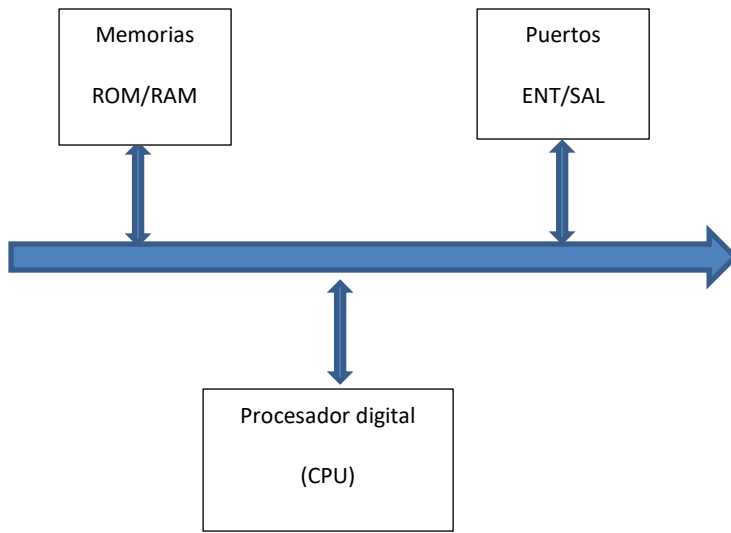 Memorias
ROM/RAM
Puertos
ENT/SAL
Procesador digital
(CPU)